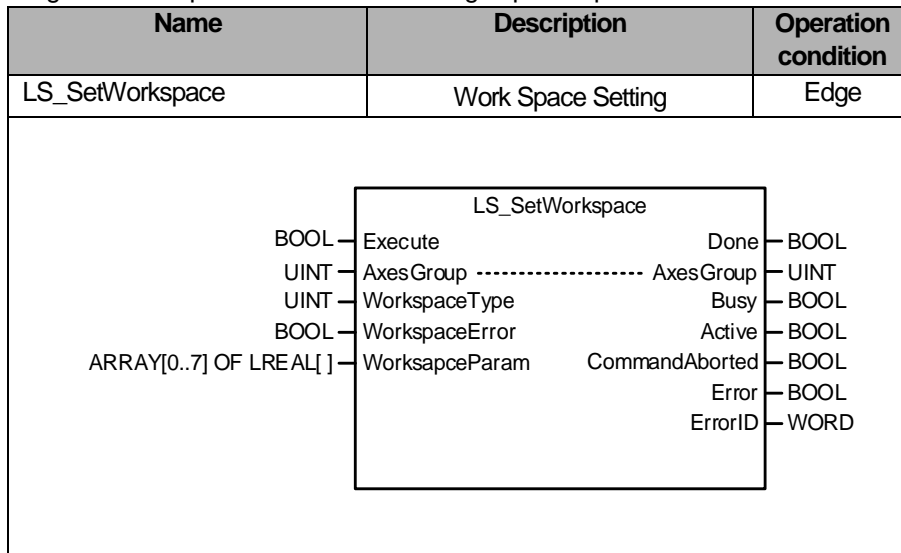 Name Description Operation condition
LS_SetWorkspace Work Space Setting Edge
LS_SetWorkspace
BOOL Execute Done BOOL
UINT AxesGroup AxesGroup UINT
UINT WorkspaceType Busy BOOL
BOOL WorkspaceError Active BOOL
ARRAY[0..7] OF LREAL[ ] WorksapceParam CommandAborted BOOL
Error BOOL
ErrorID WORD